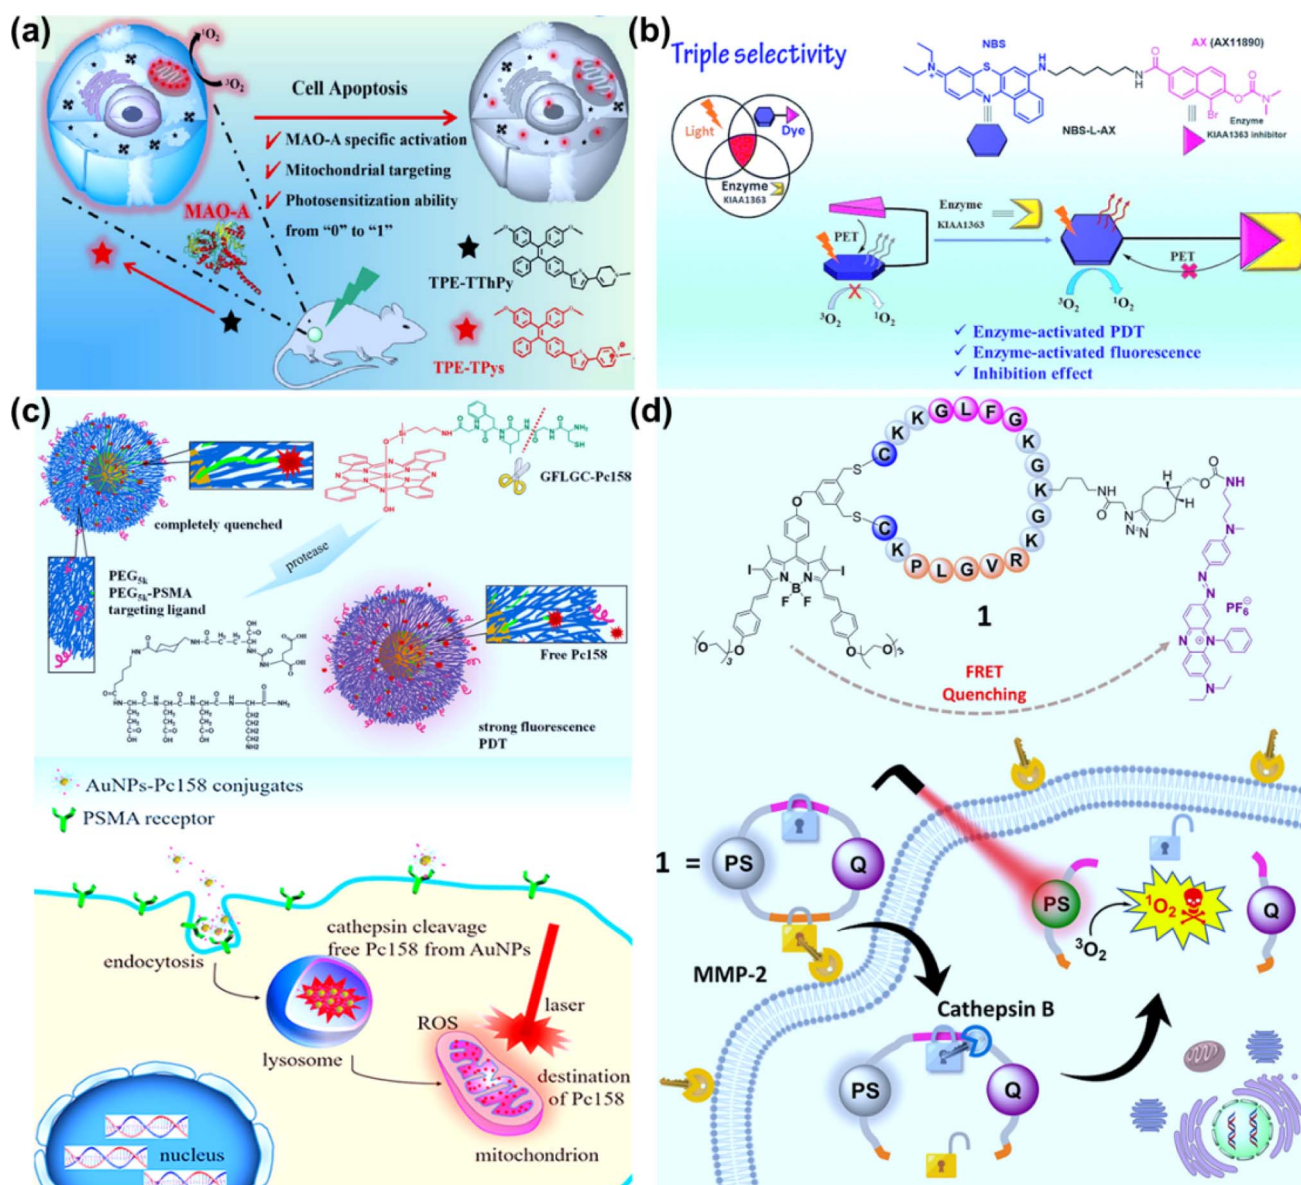 (a)
¹O₂
³O₂
Cell Apoptosis
MAO-A specific activation
Mitochondrial targeting
Photosensitization ability
from “0” to “1”
MAO-A
TPE-TThPy
TPE-TPys
(b)
Triple selectivity
Light
Dye
Enzyme
KIAA1363
NBS
AX (AX11890)
NBS-L-AX
Enzyme
KIAA1363 inhibitor
PET
Enzyme
KIAA1363
PET
³O₂
¹O₂
³O₂
¹O₂
✓ Enzyme-activated PDT
✓ Enzyme-activated fluorescence
✓ Inhibition effect
(c)
completely quenched
GFLGC-Pc158
protease
PEG₅ₖ
PEG₅ₖ-PSMA
targeting ligand
Free Pc158
strong fluorescence
PDT
AuNPs-Pc158 conjugates
PSMA receptor
endocytosis
cathepsin cleavage
free Pc158 from AuNPs
lysosome
laser
ROS
destination
of Pc158
mitochondrion
nucleus
(d)
C K K G L F G K G K G K R V G L P K C
1
PF₆⊖
FRET
Quenching
1 =
PS
Q
MMP-2
Cathepsin B
PS
Q
PS
³O₂
¹O₂
Q